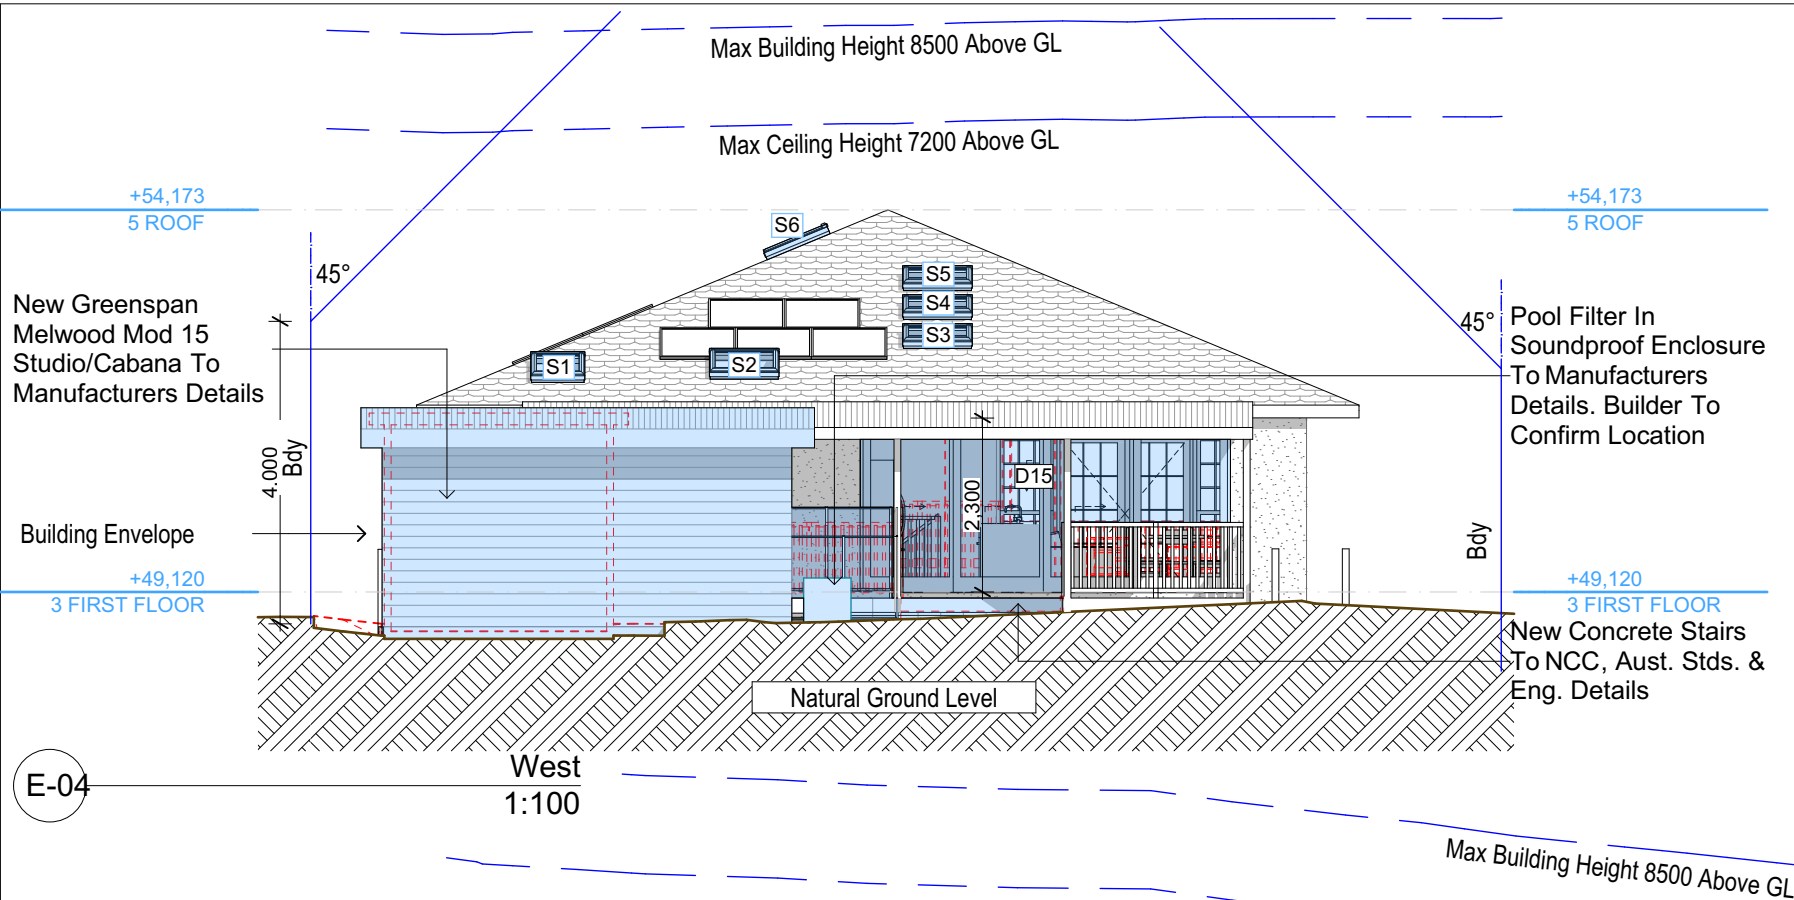 Max Building Height 8500 Above GL
Max Ceiling Height 7200 Above GL
+54,173
5 ROOF
+54,173
5 ROOF
S6
45°
S5
S4
S3
S1
S2
New Greenspan
Melwood Mod 15
Studio/Cabana To
Manufacturers Details
45°
Pool Filter In
Soundproof Enclosure
To Manufacturers
Details. Builder To
Confirm Location
4.000
Bdy
D15
2,300
Building Envelope
Bdy
+49,120
3 FIRST FLOOR
+49,120
3 FIRST FLOOR
New Concrete Stairs
To NCC, Aust. Stds. &
Eng. Details
Natural Ground Level
E-04
West
1:100
Max Building Height 8500 Above GL